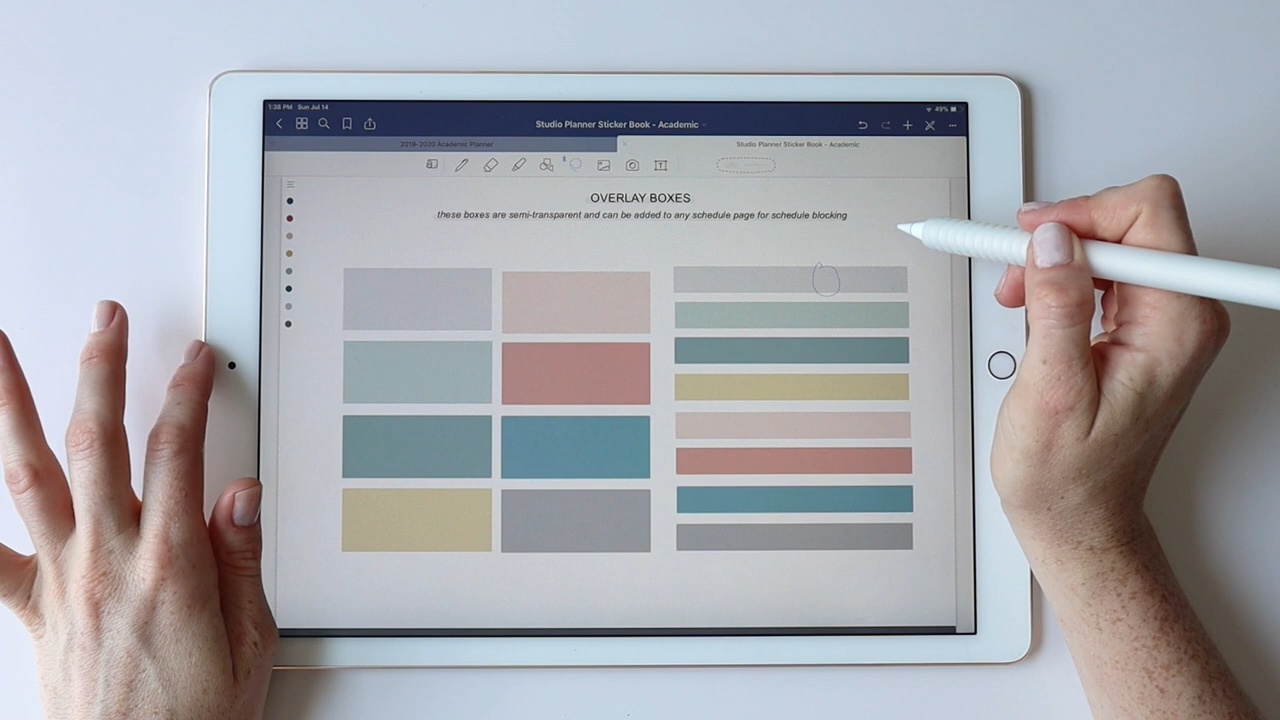 1:38 PM Sun Jul 14 49%
Studio Planner Sticker Book - Academic
2019-2020 Academic Planner Studio Planner Sticker Book - Academic
OVERLAY BOXES
these boxes are semi-transparent and can be added to any schedule page for schedule blocking